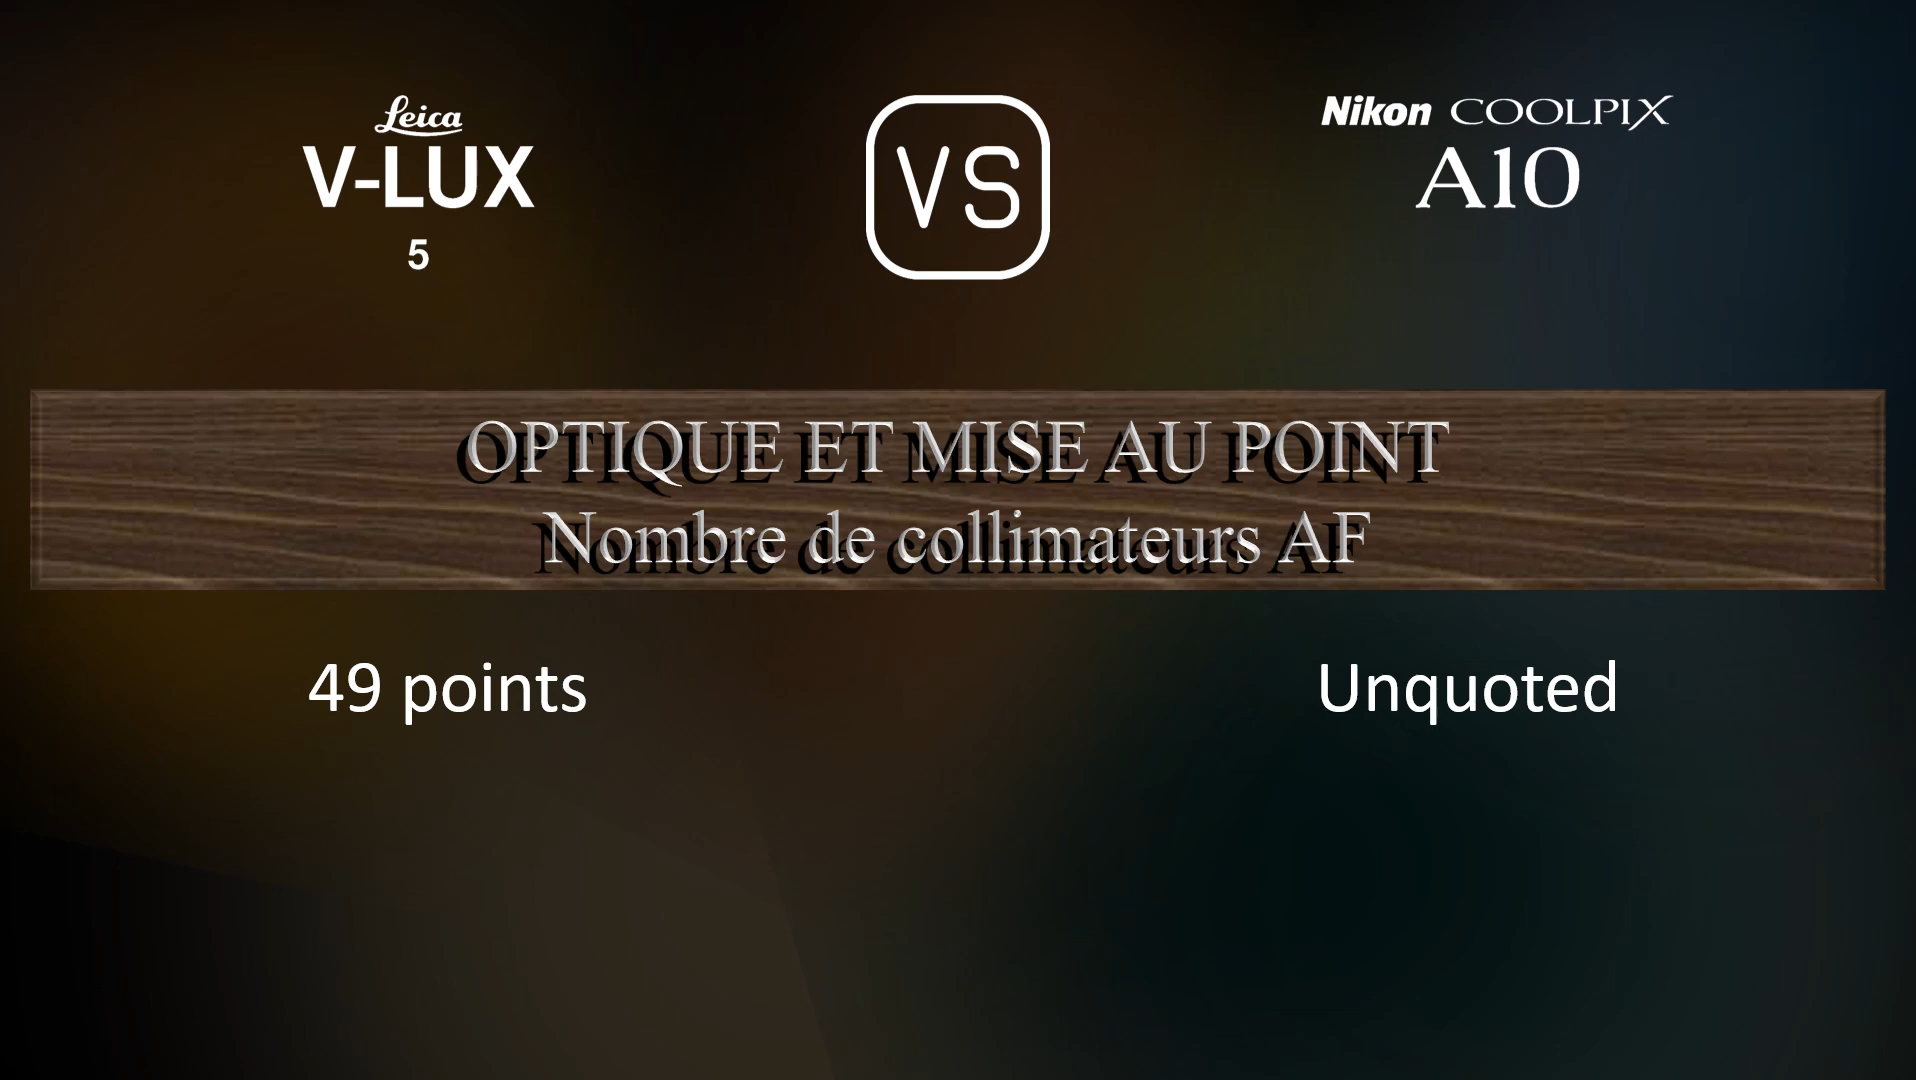 Leica
V-LUX
5
VS
Nikon COOLPIX
A10
OPTIQUE ET MISE AU POINT
Nombre de collimateurs AF
49 points
Unquoted